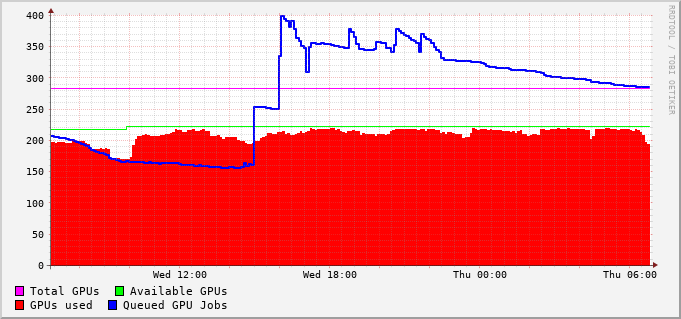 400
350
300
250
200
150
100
50
0
Wed 12:00 Wed 18:00 Thu 00:00 Thu 06:00
Total GPUs Available GPUs
GPUs used Queued GPU Jobs
RRDTOOL / TOBI OETIKER